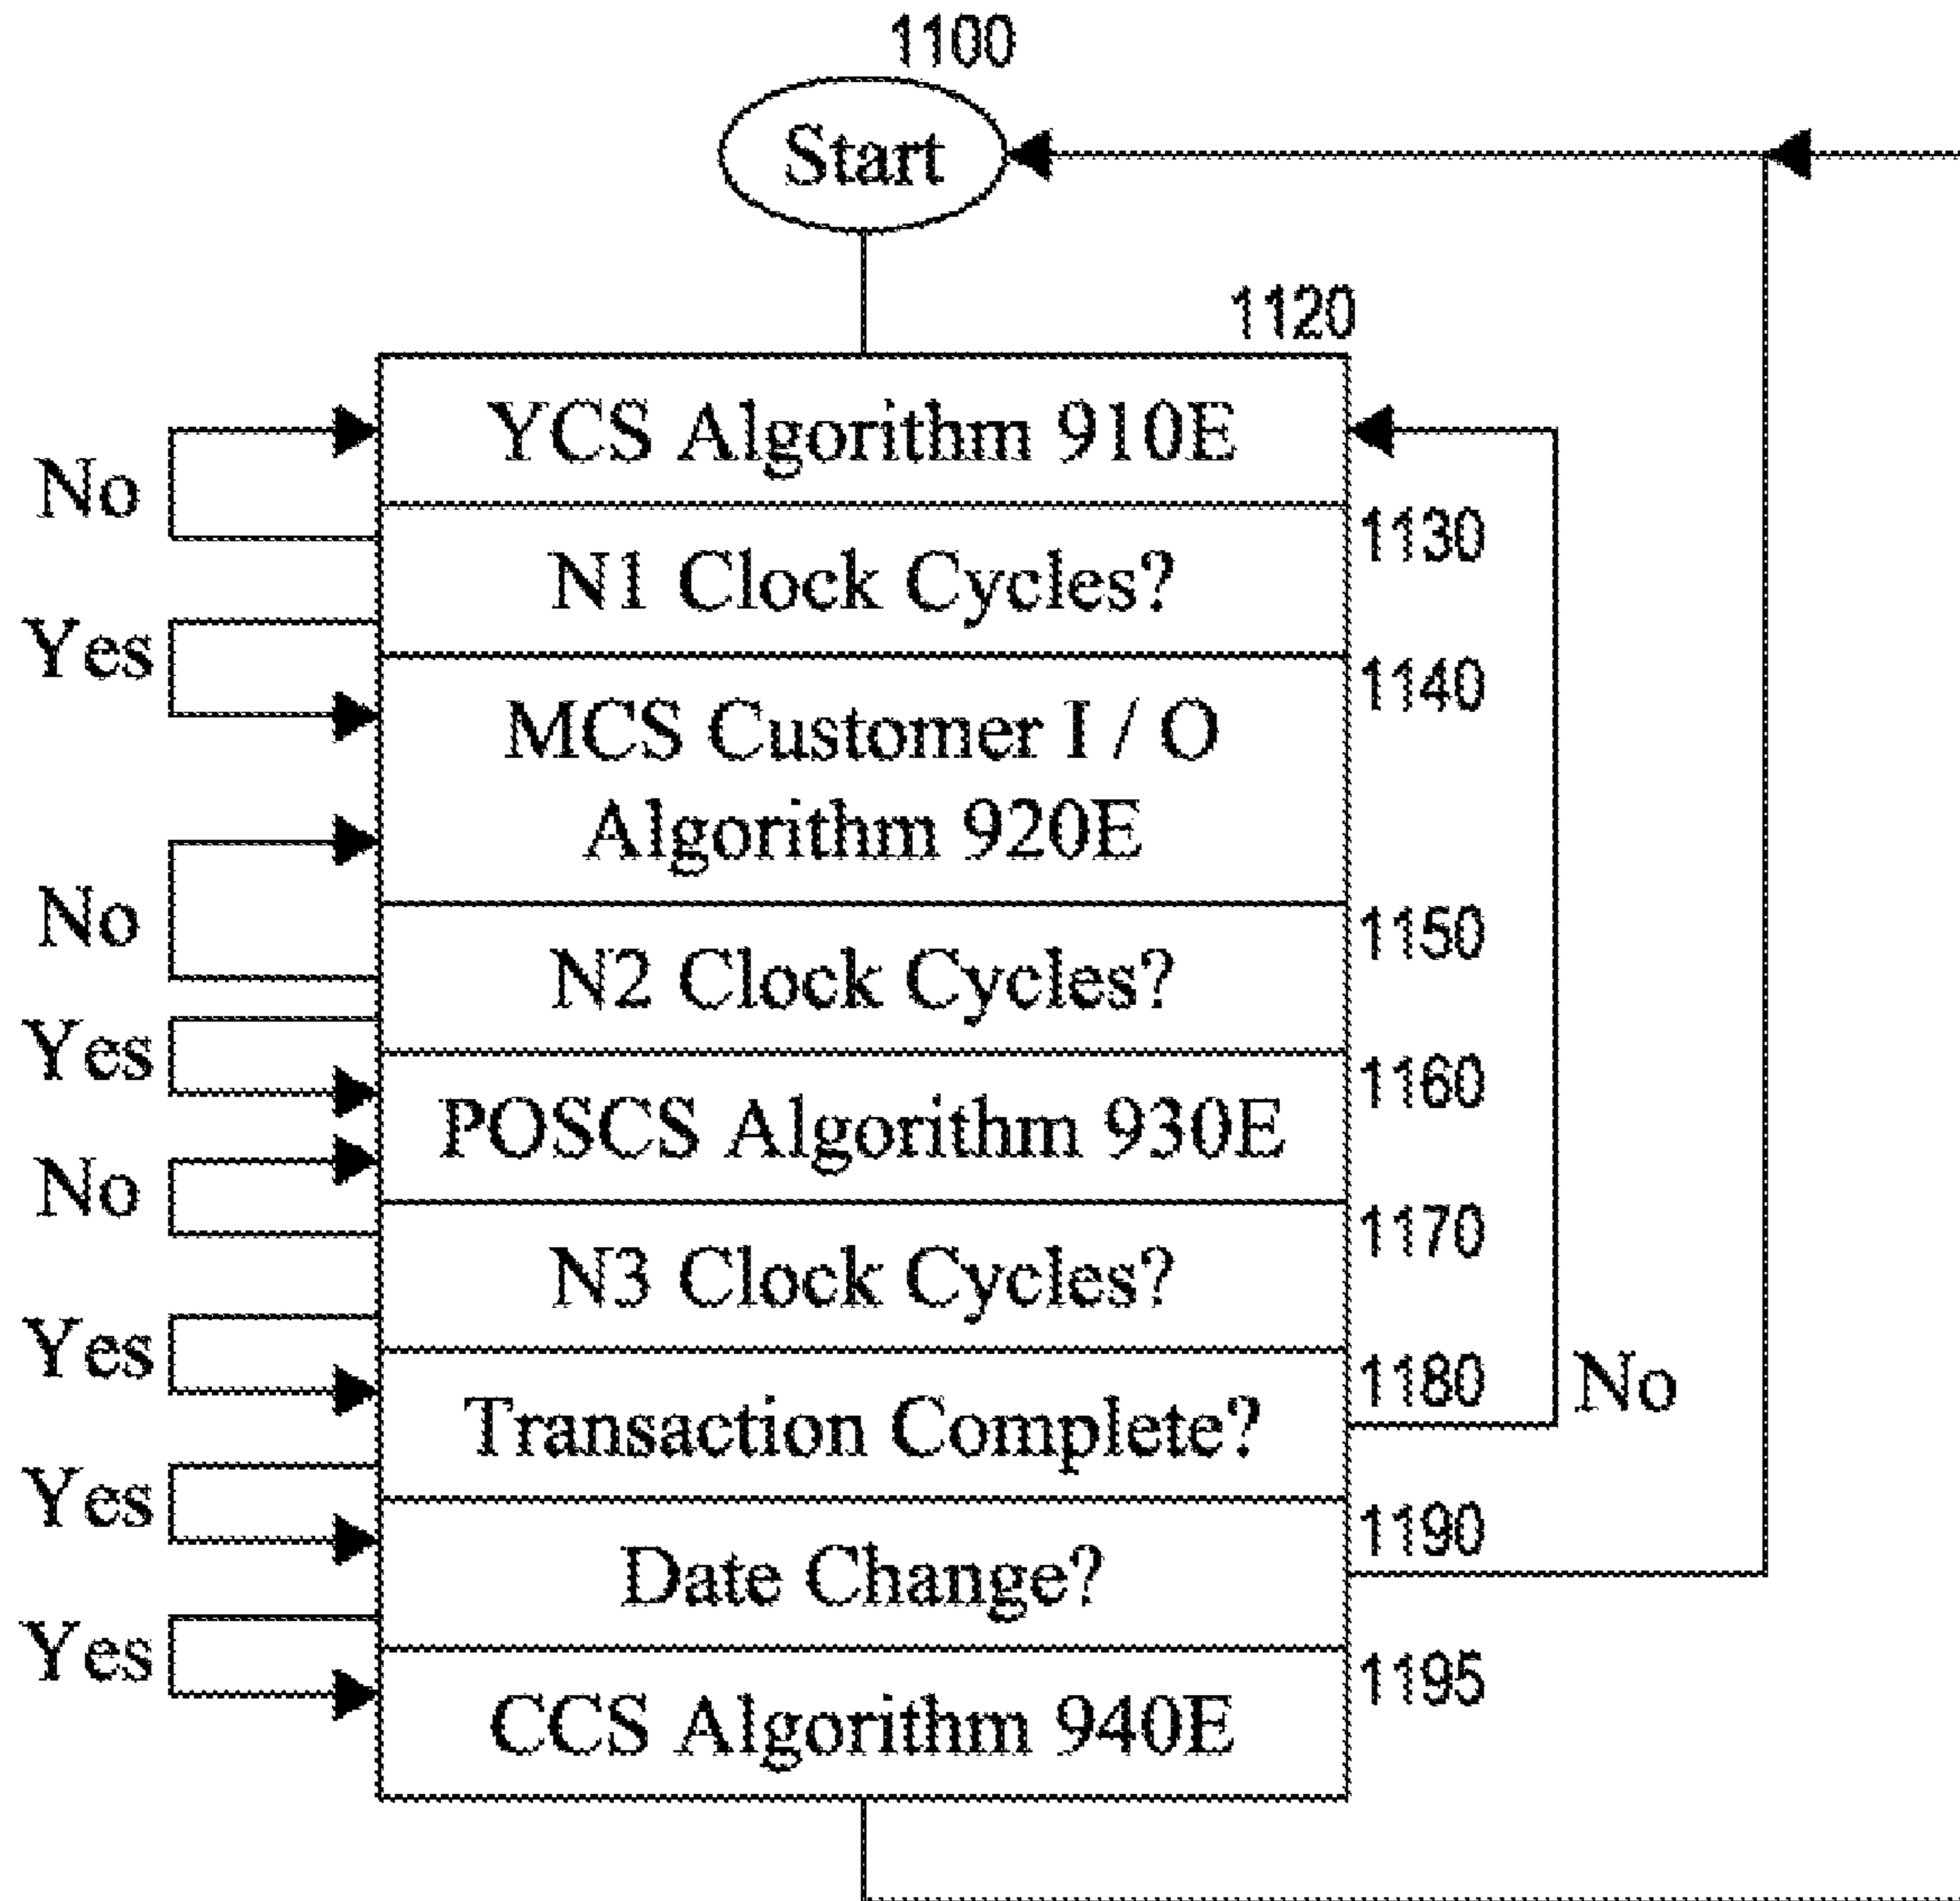 1100
Start
1120
YCS Algorithm 910E
No
1130
N1 Clock Cycles?
Yes
1140
MCS Customer I / O
Algorithm 920E
No
1150
N2 Clock Cycles?
Yes
1160
POSCS Algorithm 930E
No
1170
N3 Clock Cycles?
Yes
1180
No
Transaction Complete?
Yes
1190
Date Change?
Yes
1195
CCS Algorithm 940E